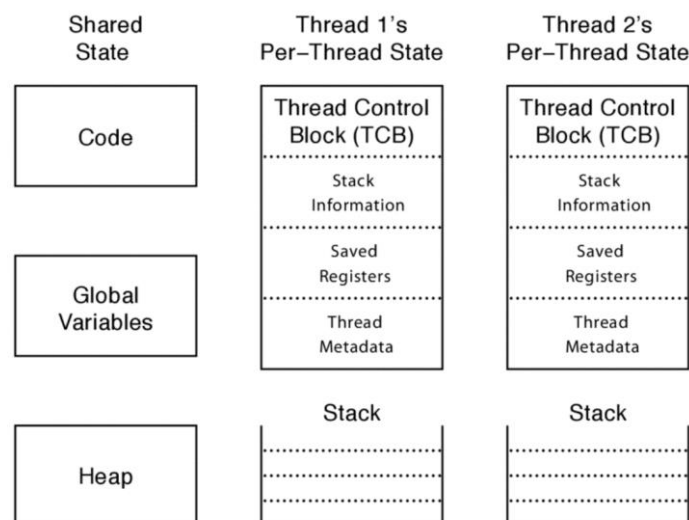 Shared
State
Thread 1's
Per–Thread State
Thread 2's
Per–Thread State
Code
Global
Variables
Heap
Thread Control
Block (TCB)
Stack
Information
Saved
Registers
Thread
Metadata
Stack
Thread Control
Block (TCB)
Stack
Information
Saved
Registers
Thread
Metadata
Stack